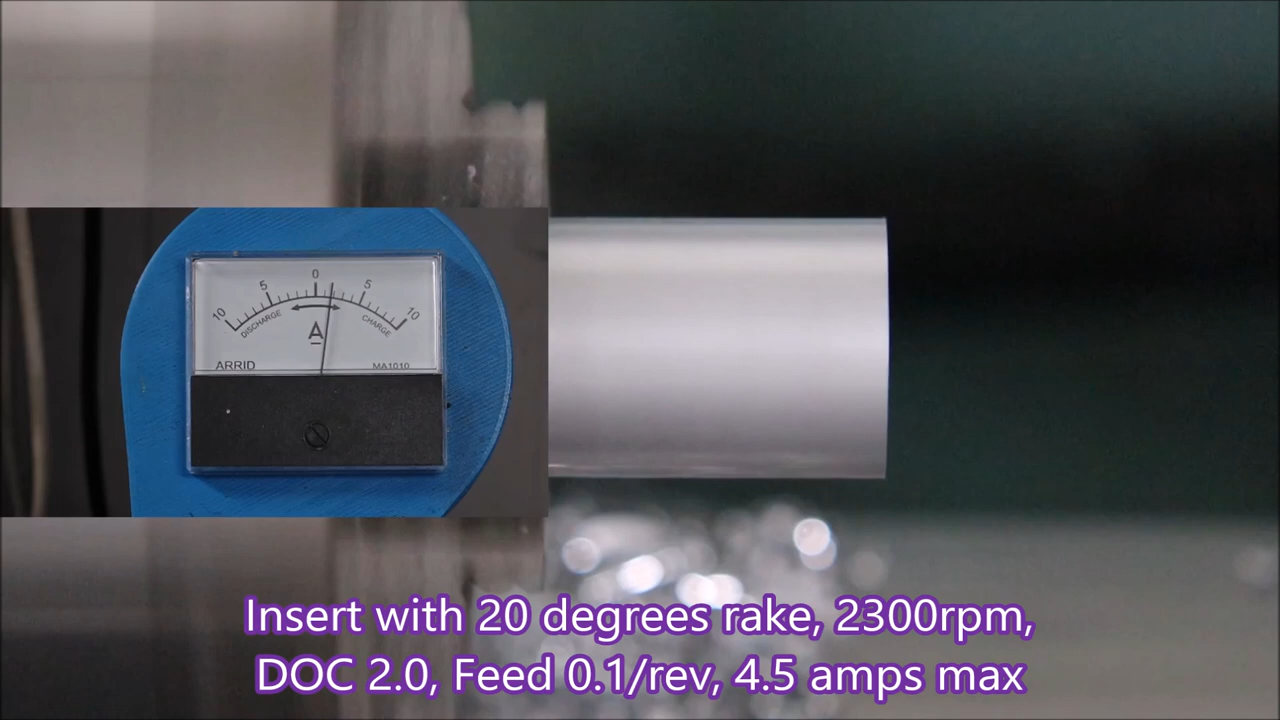 10 5 0 5 10
DISCHARGE CHARGE
A
ARRID MA1010
Insert with 20 degrees rake, 2300rpm,
DOC 2.0, Feed 0.1/rev, 4.5 amps max